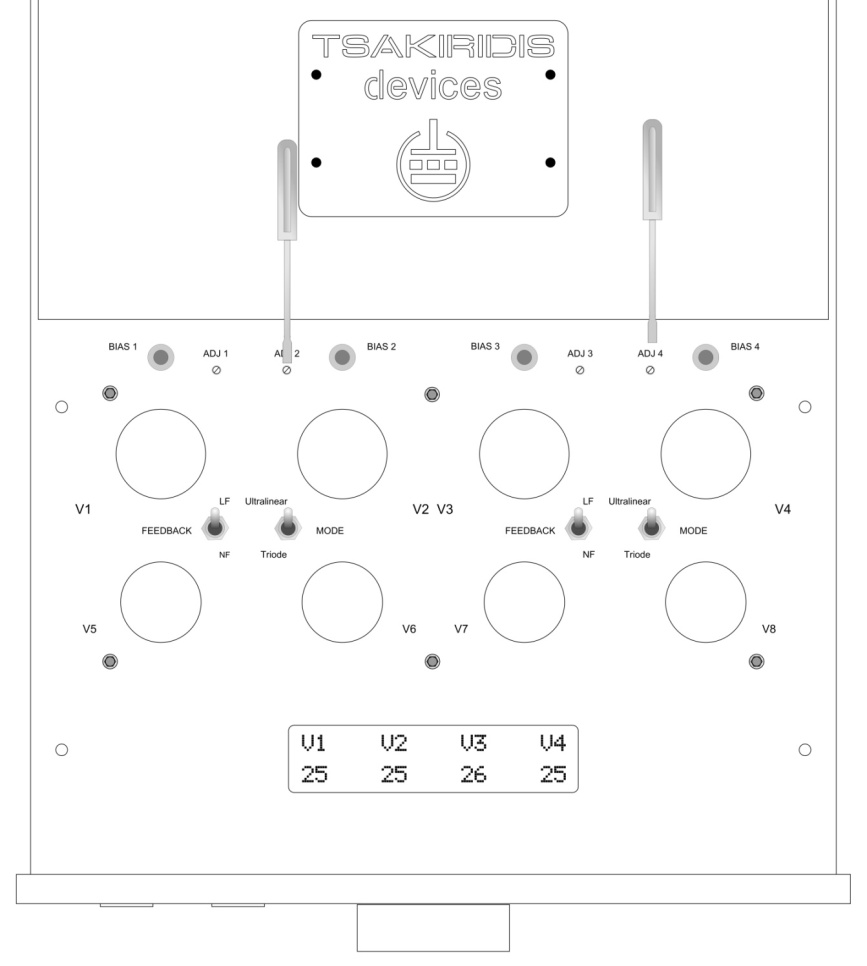 TSAKIRIDIS
devices
BIAS 1
ADJ 1
ADJ 2
BIAS 2
BIAS 3
ADJ 3
ADJ 4
BIAS 4
LF Ultralinear
LF Ultralinear
V1
V2 V3
V4
FEEDBACK
MODE
FEEDBACK
MODE
NF Triode
NF Triode
V5
V6
V7
V8
V1 V2 V3 V4
25 25 26 25